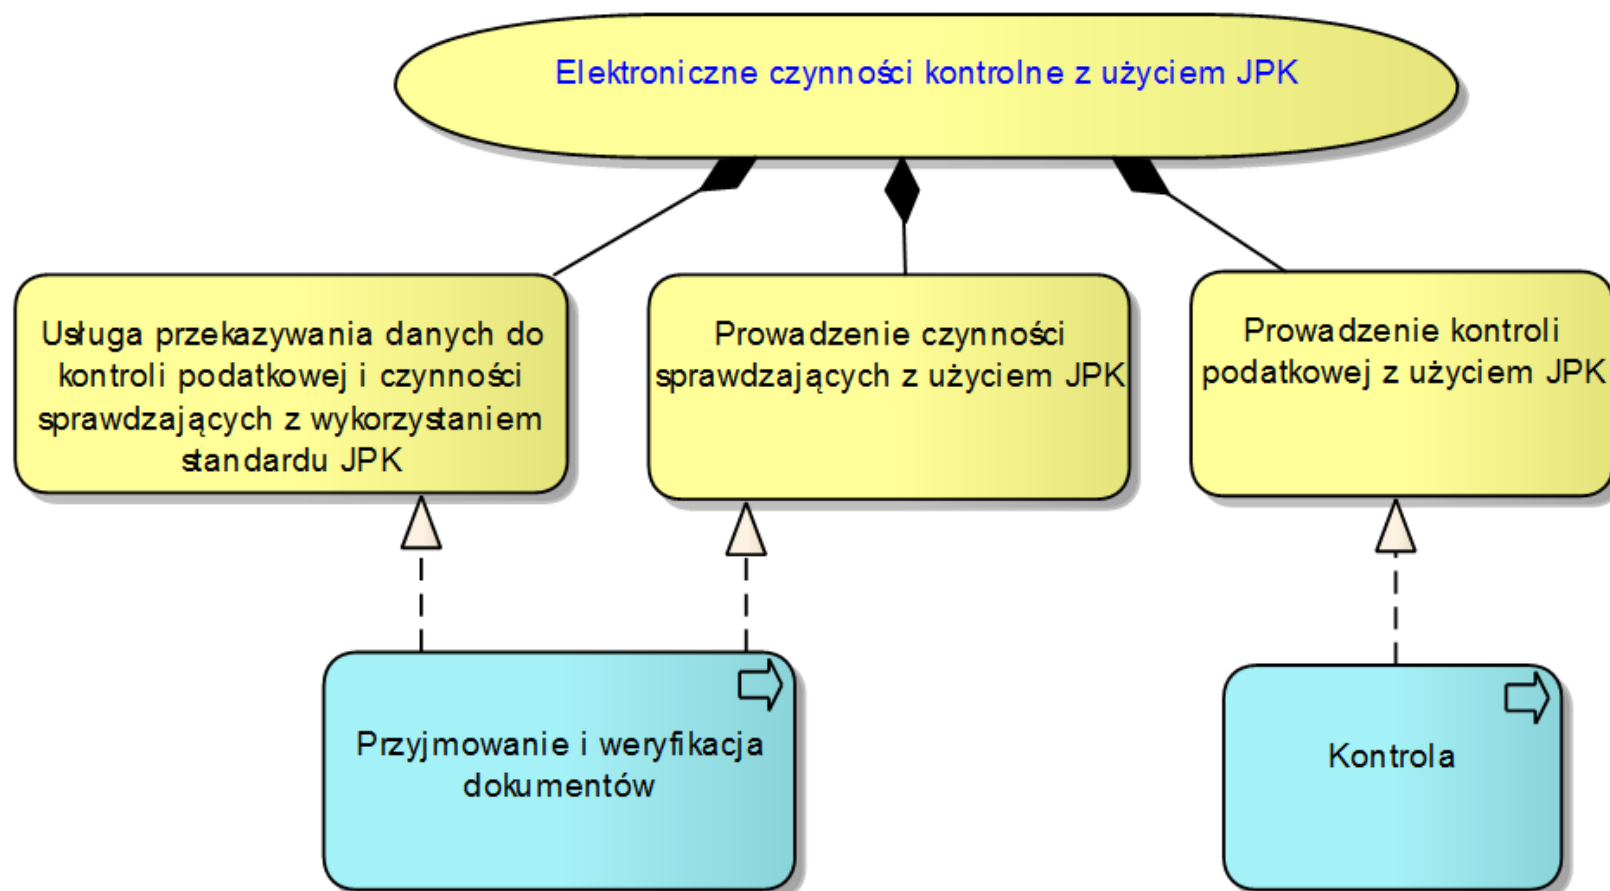 Elektroniczne czynności kontrolne z użyciem JPK
Usługa przekazywania danych do
kontroli podatkowej i czynności
sprawdzających z wykorzystaniem
standardu JPK
Prowadzenie czynności
sprawdzających z użyciem JPK
Prowadzenie kontroli
podatkowej z użyciem JPK
Przyjmowanie i weryfikacja
dokumentów
Kontrola